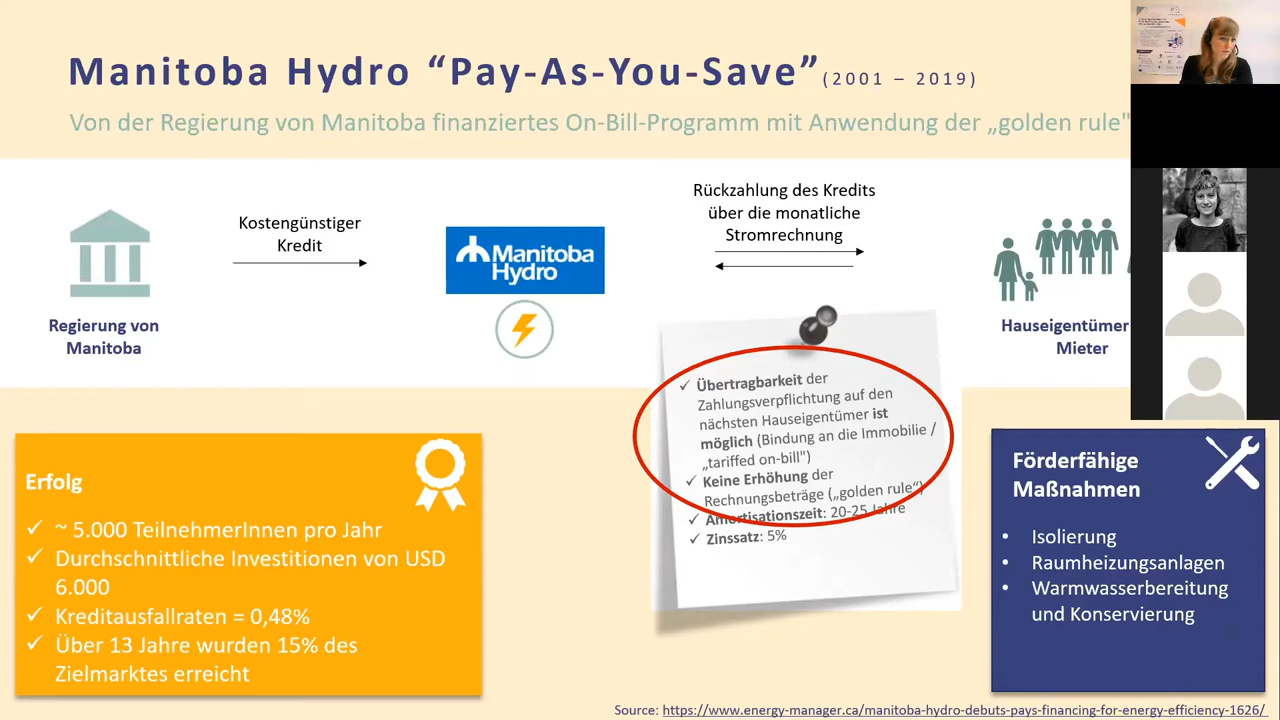 Manitoba Hydro “Pay-As-You-Save”(2001 – 2019)
Von der Regierung von Manitoba finanziertes On-Bill-Programm mit Anwendung der „golden rule"
Kostengünstiger
Kredit
Rückzahlung des Kredits
über die monatliche
Stromrechnung
Manitoba
Hydro
Regierung von
Manitoba
Hauseigentümer
Mieter
✓ Übertragbarkeit der
Zahlungsverpflichtung auf den
nächsten Hauseigentümer ist
möglich (Bindung an die Immobilie /
„tariffed on-bill")
✓ Keine Erhöhung der
Rechnungsbeträge („golden rule“)
✓ Amortisationszeit: 20-25 Jahre
✓ Zinssatz: 5%
Erfolg
✓ ~ 5.000 TeilnehmerInnen pro Jahr
✓ Durchschnittliche Investitionen von USD
6.000
✓ Kreditausfallraten = 0,48%
✓ Über 13 Jahre wurden 15% des
Zielmarktes erreicht
Förderfähige
Maßnahmen
• Isolierung
• Raumheizungsanlagen
• Warmwasserbereitung
und Konservierung
Source: https://www.energy-manager.ca/manitoba-hydro-debuts-pays-financing-for-energy-efficiency-1626/